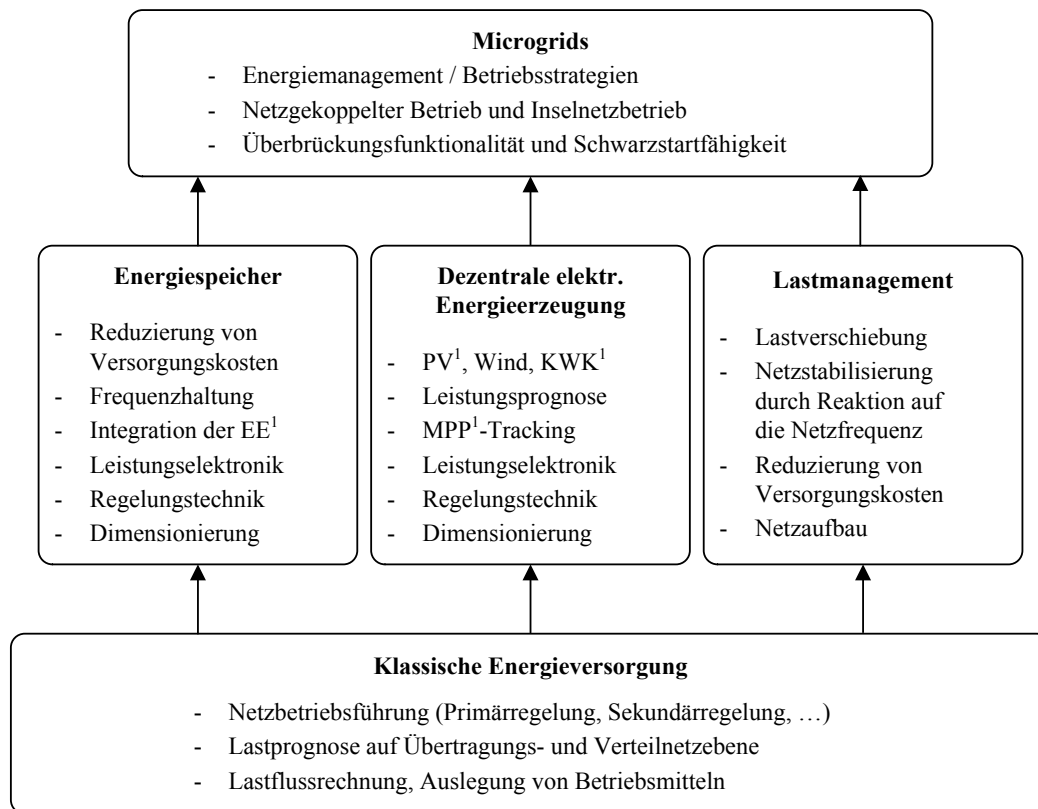 Microgrids
- Energiemanagement / Betriebsstrategien
- Netzgekoppelter Betrieb und Inselnetzbetrieb
- Überbrückungsfunktionalität und Schwarzstartfähigkeit
Energiespeicher
- Reduzierung von
Versorgungskosten
- Frequenzhaltung
- Integration der EE¹
- Leistungselektronik
- Regelungstechnik
- Dimensionierung
Dezentrale elektr.
Energieerzeugung
- PV¹, Wind, KWK¹
- Leistungsprognose
- MPP¹-Tracking
- Leistungselektronik
- Regelungstechnik
- Dimensionierung
Lastmanagement
- Lastverschiebung
- Netzstabilisierung
durch Reaktion auf
die Netzfrequenz
- Reduzierung von
Versorgungskosten
- Netzaufbau
Klassische Energieversorgung
- Netzbetriebsführung (Primärregelung, Sekundärregelung, …)
- Lastprognose auf Übertragungs- und Verteilnetzebene
- Lastflussrechnung, Auslegung von Betriebsmitteln